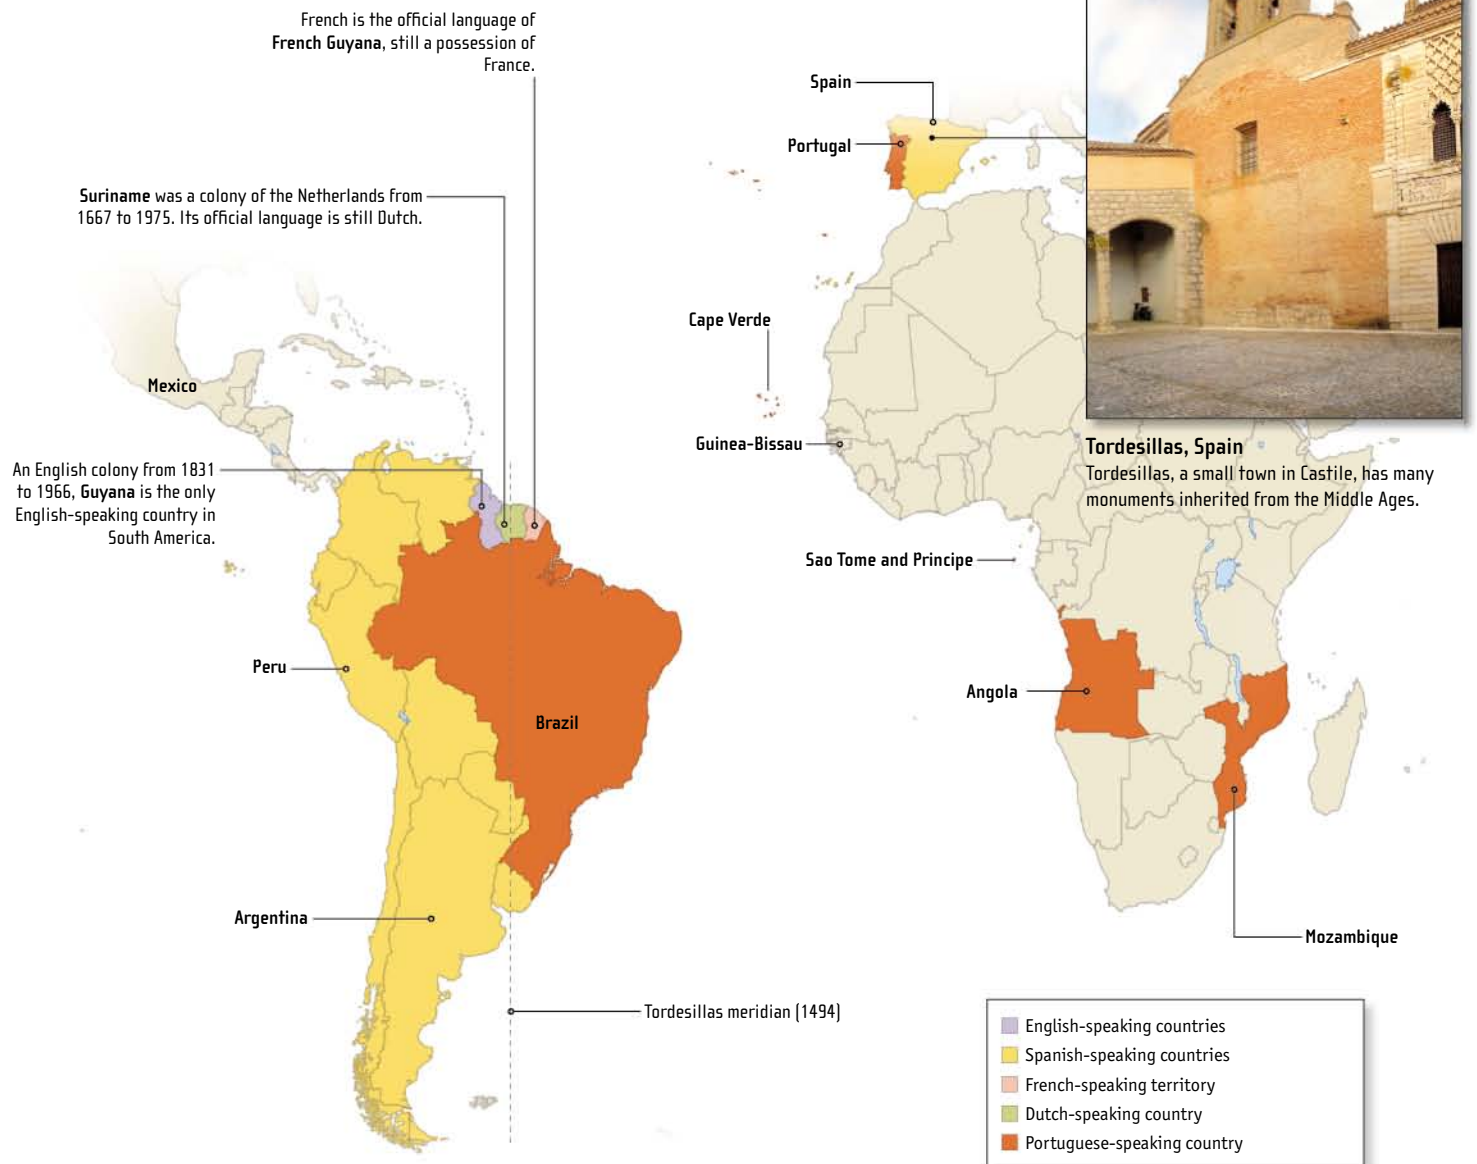 French is the official language of
French Guyana, still a possession of
France.
Spain
Portugal
Suriname was a colony of the Netherlands from
1667 to 1975. Its official language is still Dutch.
Cape Verde
Mexico
Guinea-Bissau
Tordesillas, Spain
Tordesillas, a small town in Castile, has many
monuments inherited from the Middle Ages.
An English colony from 1831
to 1966, Guyana is the only
English-speaking country in
South America.
Sao Tome and Principe
Peru
Angola
Brazil
Argentina
Mozambique
Tordesillas meridian (1494)
English-speaking countries
Spanish-speaking countries
French-speaking territory
Dutch-speaking country
Portuguese-speaking country